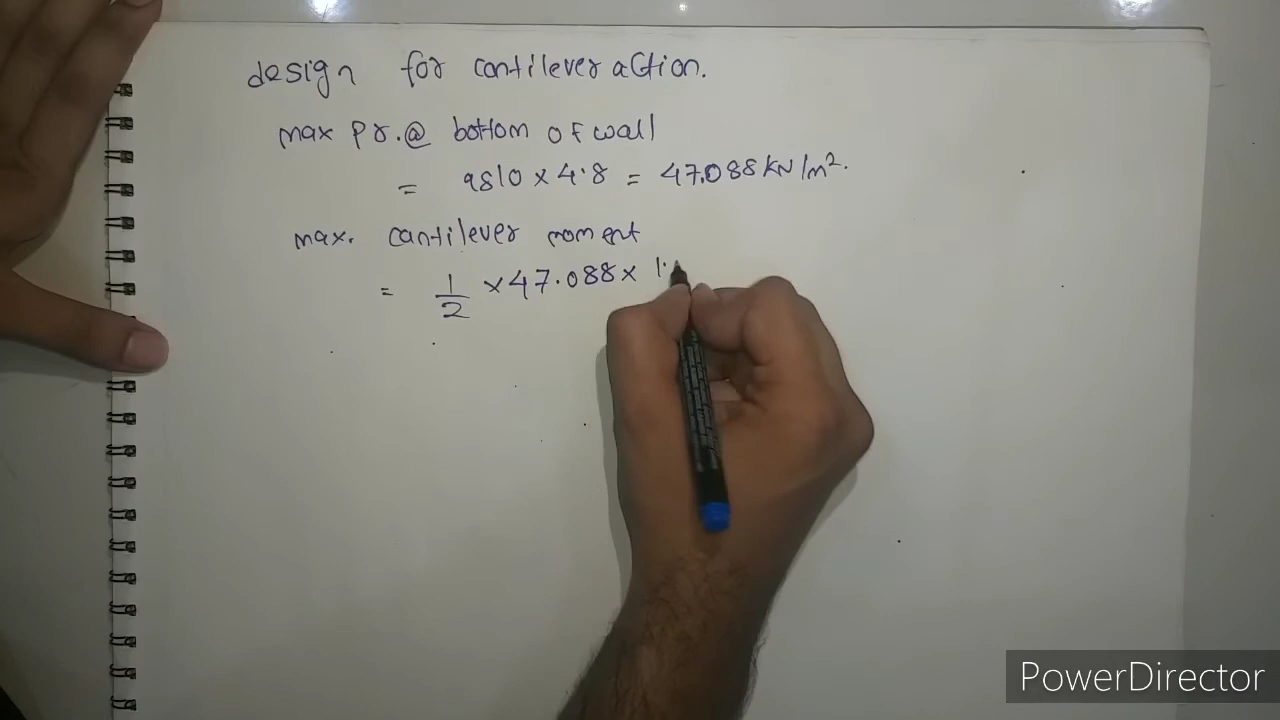 design for cantilever action.
max pr. @ bottom of wall
= 9810 × 4.8 = 47.088 KN/m².
max. cantilever moment
= 1/2 × 47.088 × 1.
PowerDirector